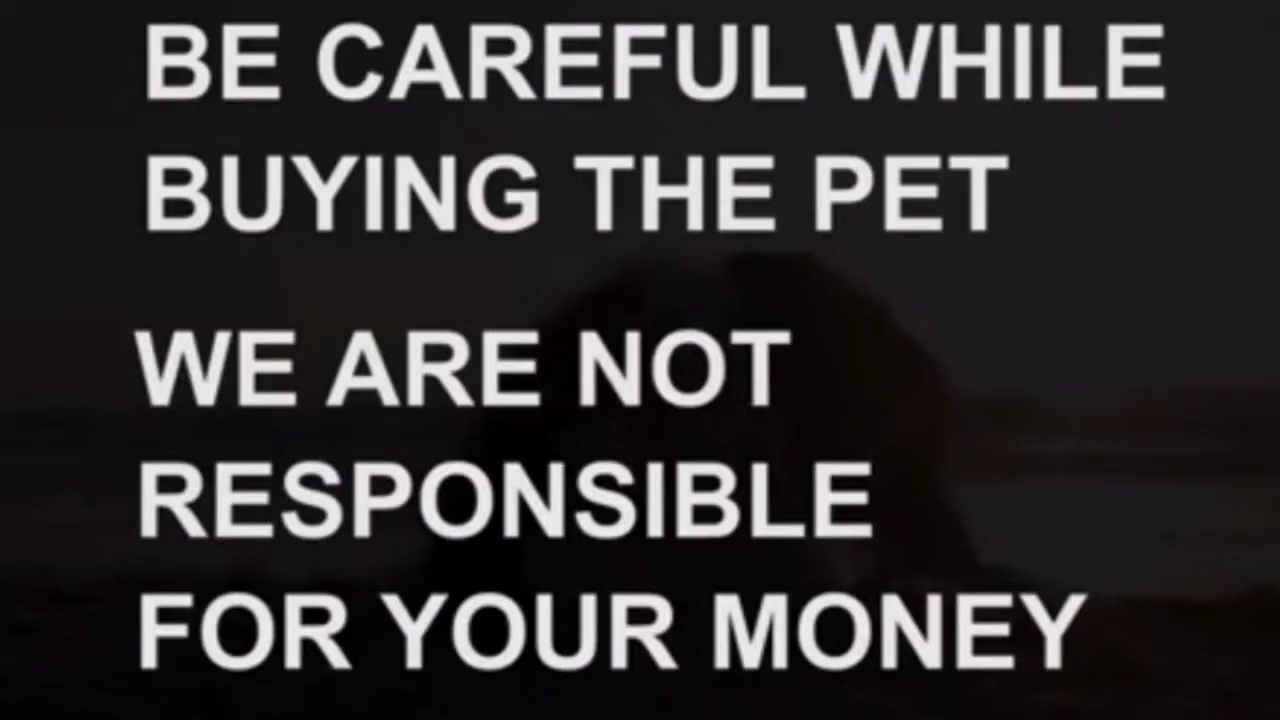 BE CAREFUL WHILE
BUYING THE PET
WE ARE NOT
RESPONSIBLE
FOR YOUR MONEY